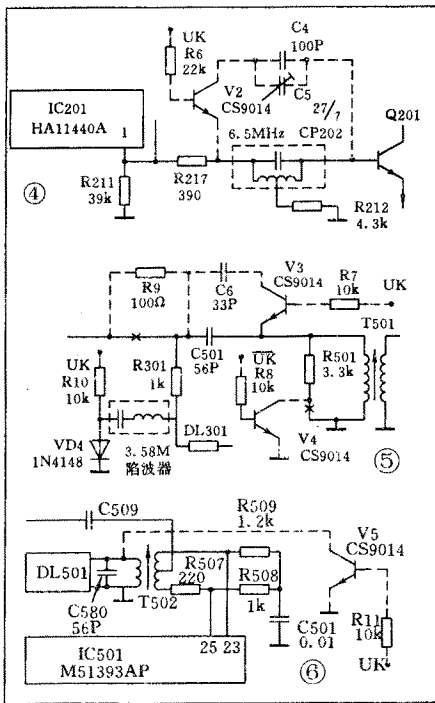 UK
R6
22k
C4
100P
V2
CS9014
C5
27/7
IC201
HA11440A
1
6.5MHz
CP202
Q201
④
R211
39k
R217
390
R212
4.3k
R9
100Ω
C6
33P
V3
CS9014
R7
10k
UK
T501
UK
R10
10k
R301
1k
C501
56P
UK
R8
10k
R501
3.3k
VD4
1N4148
3.58M
陷波器
DL301
V4
CS9014
⑤
C509
R509
1.2k
V5
CS9014
DL501
R507
220
R508
1k
T502
C580
56P
C501
0.01
R11
10k
25 23
IC501
M51393AP
⑥
UK